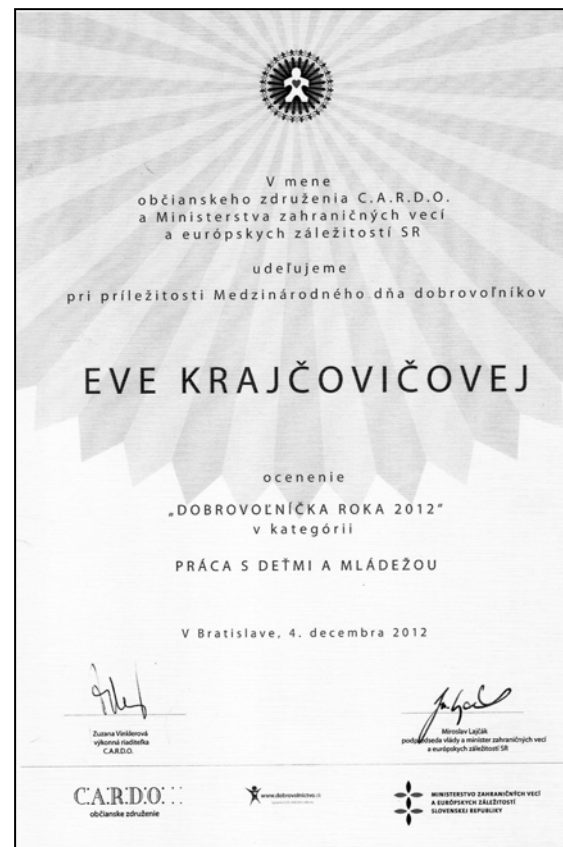 V mene
občianskeho združenia C.A.R.D.O.
a Ministerstva zahraničných vecí
a európskych záležitostí SR
udeľujeme
pri príležitosti Medzinárodného dňa dobrovoľníkov
EVE KRAJČOVIČOVEJ
ocenenie
„DOBROVOĽNÍČKA ROKA 2012“
v kategórii
PRÁCA S DEŤMI A MLÁDEŽOU
V Bratislave, 4. decembra 2012
Zuzana Vinklerová
výkonná riaditeľka
C.A.R.D.O.
Miroslav Lajčák
podpredseda vlády a minister zahraničných vecí
a európskych záležitostí SR
C.A.R.D.O.
občianske združenie
www.dobrovolnictvo.sk
MINISTERSTVO ZAHRANIČNÝCH VECÍ
A EURÓPSKYCH ZÁLEŽITOSTÍ
SLOVENSKEJ REPUBLIKY